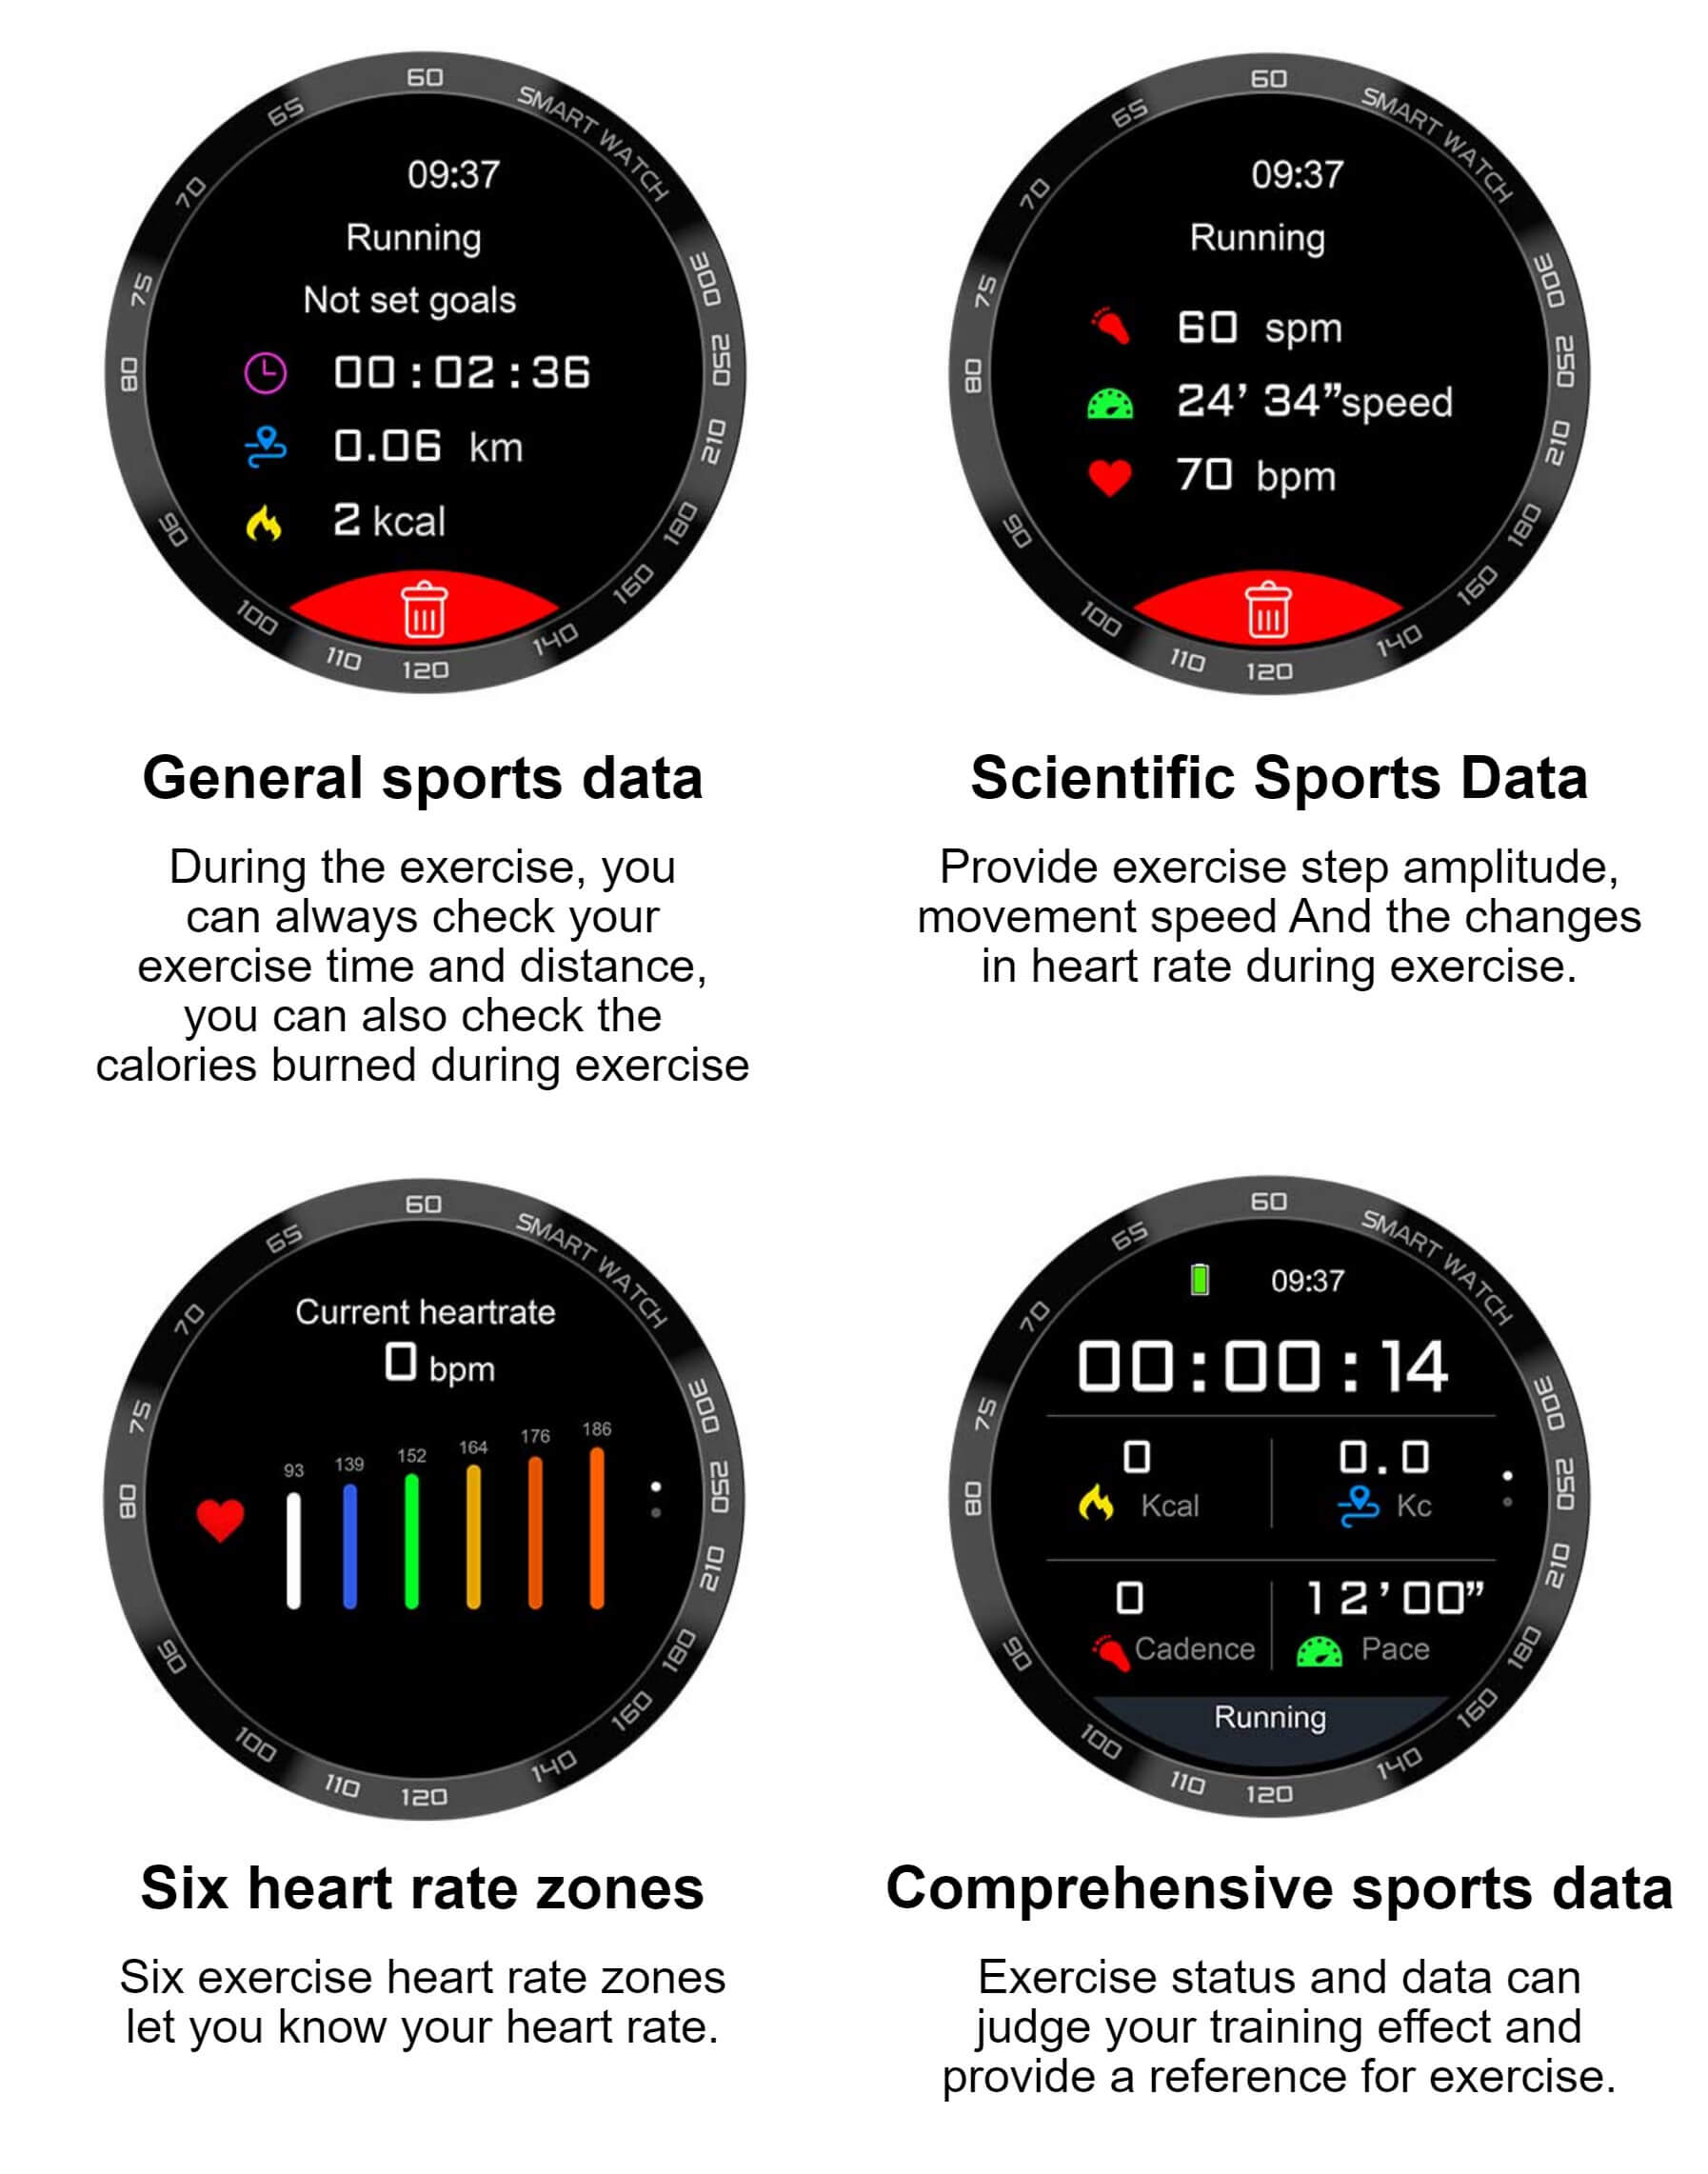 60
65
SMART WATCH
70
09:37
Running
75
300
Not set goals
80
00:02:36
250
0.06 km
210
90
2 kcal
180
100
160
110
120
140
60
65
SMART WATCH
70
09:37
Running
75
300
60 spm
80
24’ 34”speed
250
70 bpm
210
90
180
100
160
110
120
140
General sports data
During the exercise, you
can always check your
exercise time and distance,
you can also check the
calories burned during exercise
Scientific Sports Data
Provide exercise step amplitude,
movement speed And the changes
in heart rate during exercise.
60
65
SMART WATCH
70
Current heartrate
0 bpm
75
300
93 139 152 164 176 186
80
250
210
90
180
100
160
110
120
140
60
65
SMART WATCH
09:37
70
00:00:14
75
300
0 0.0
Kcal Kc
80
250
210
0 12’00”
Cadence Pace
90
180
Running
100
160
110
120
140
Six heart rate zones
Six exercise heart rate zones
let you know your heart rate.
Comprehensive sports data
Exercise status and data can
judge your training effect and
provide a reference for exercise.